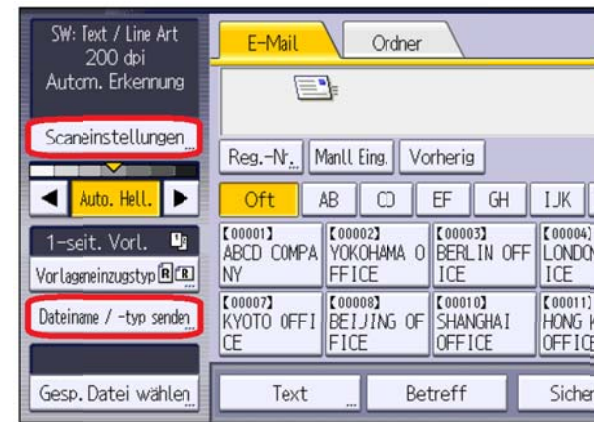 SW: Text / Line Art
200 dpi
Autom. Erkennung
Scaneinstellungen
Auto. Hell.
1-seit. Vorl.
Vorlageneinzugstyp R R
Dateiname / -typ senden
Gesp. Datei wählen
E-Mail
Ordner
Reg.-Nr.
Manll Eing.
Vorherig
Oft
AB
CD
EF
GH
IJK
【00001】
ABCD COMPA
NY
【00002】
YOKOHAMA O
FFICE
【00003】
BERLIN OFF
ICE
【00004】
LONDON
ICE
【00007】
KYOTO OFFI
CE
【00008】
BEIJING OF
FICE
【00010】
SHANGHAI
OFFICE
【00011】
HONG
OFFICE
Text
Betreff
Sicher